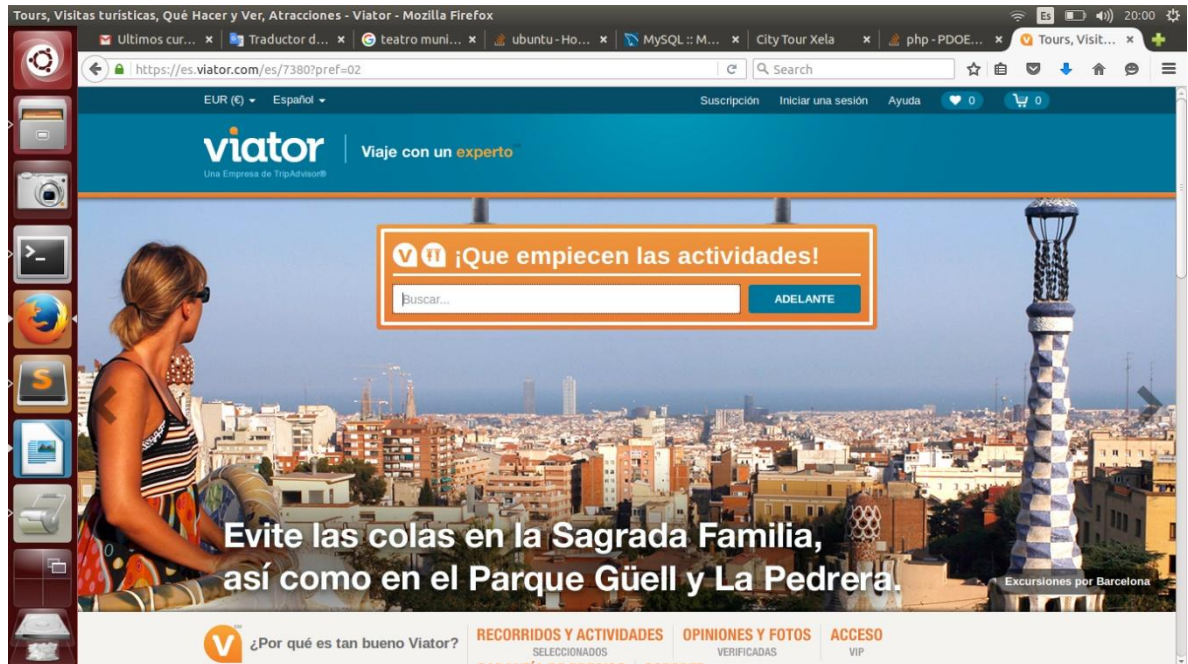 Tours, Visitas turísticas, Qué Hacer y Ver, Atracciones - Viator - Mozilla Firefox
Es
20:00
Ultimos cur... × Traductor d... × teatro muni... × ubuntu - Ho... × MySQL :: M... × City Tour Xela × php - PDOE... × Tours, Visit... ×
https://es.viator.com/es/7380?pref=02
Search
EUR (€) Español Suscripción Iniciar una sesión Ayuda 0 0
viator
Una Empresa de TripAdvisor®
Viaje con un experto
¡Que empiecen las actividades!
Buscar...
ADELANTE
Evite las colas en la Sagrada Familia,
así como en el Parque Güell y La Pedrera.
Excursiones por Barcelona
¿Por qué es tan bueno Viator?
RECORRIDOS Y ACTIVIDADES
SELECCIONADOS
OPINIONES Y FOTOS
VERIFICADAS
ACCESO
VIP